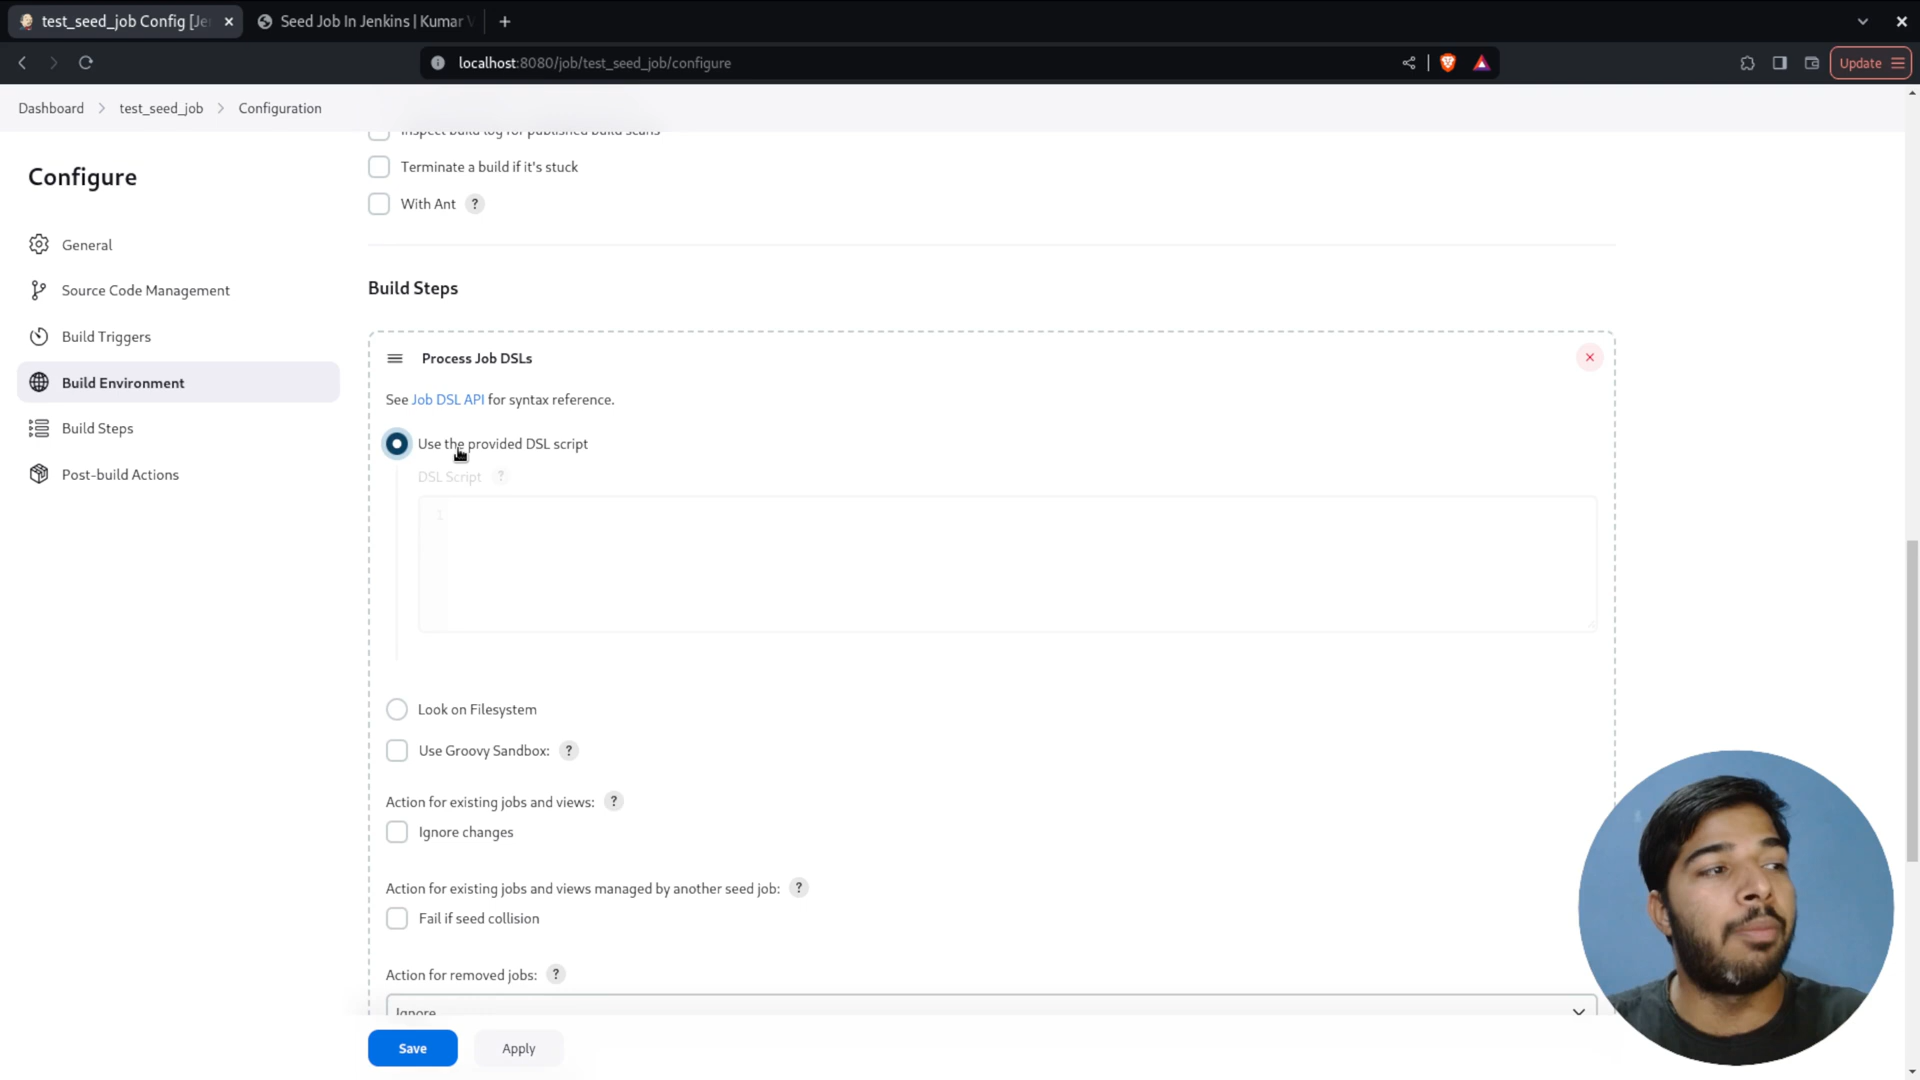 test_seed_job Config [Je
Seed Job In Jenkins | Kumar
localhost:8080/job/test_seed_job/configure
Update
Dashboard
test_seed_job
Configuration
Inspect build log for published build scans
Configure
General
Source Code Management
Build Triggers
Build Environment
Build Steps
Post-build Actions
Terminate a build if it's stuck
With Ant ?
Build Steps
Process Job DSLs
See Job DSL API for syntax reference.
Use the provided DSL script
DSL Script ?
1
Look on Filesystem
Use Groovy Sandbox: ?
Action for existing jobs and views: ?
Ignore changes
Action for existing jobs and views managed by another seed job: ?
Fail if seed collision
Action for removed jobs: ?
Ignore
Save
Apply